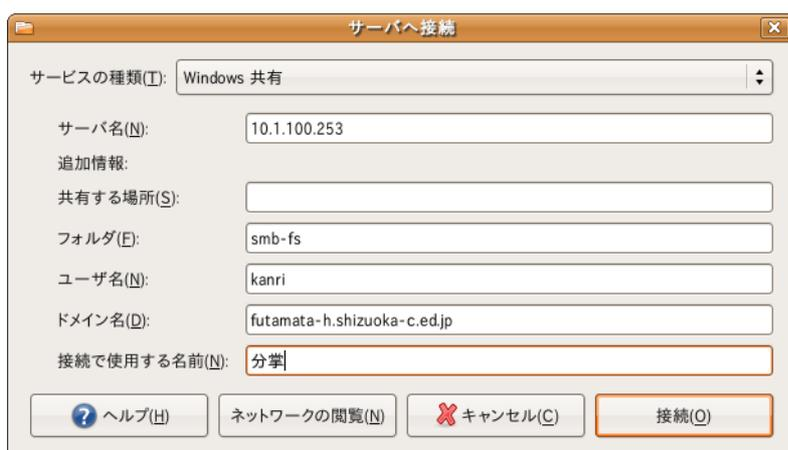 サーバへ接続
サービスの種類(T): Windows 共有
サーバ名(N): 10.1.100.253
追加情報:
共有する場所(S):
フォルダ(F): smb-fs
ユーザ名(N): kanri
ドメイン名(D): futamata-h.shizuoka-c.ed.jp
接続で使用する名前(N): 分掌
ヘルプ(H) ネットワークの閲覧(N) キャンセル(C) 接続(O)